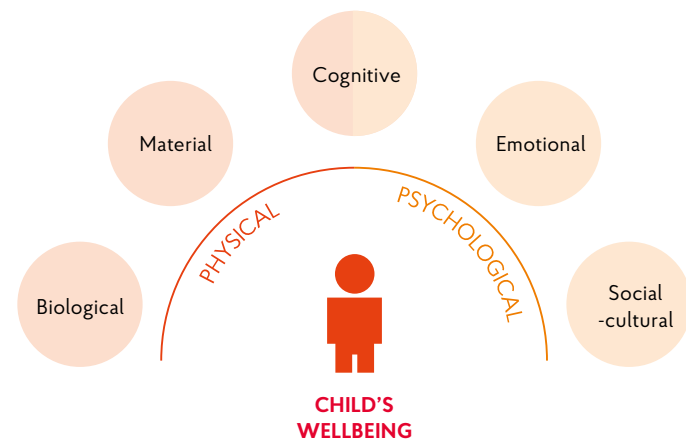 Cognitive
Material
Emotional
PHYSICAL
PSYCHOLOGICAL
Biological
Social
-cultural
CHILD'S
WELLBEING